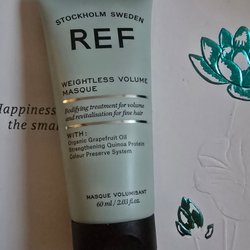 STOCKHOLM SWEDEN
REF
WEIGHTLESS VOLUME
MASQUE
Bodifying treatment for volume
and revitalisation for fine hair
WITH:
Organic Grapefruit Oil
Strengthening Quinoa Protein
Colour Preserve System
MASQUE VOLUMISANT
60 ml / 2.03 fl.oz.
Happiness
the